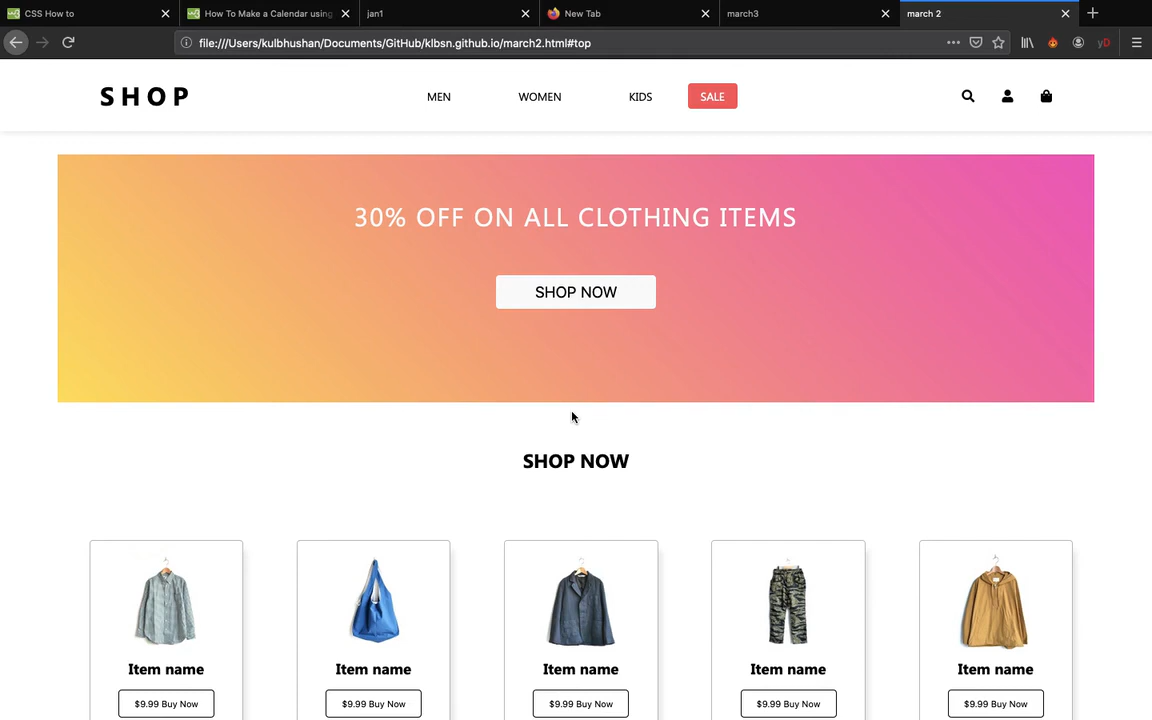 CSS How to
How To Make a Calendar using
jan1
New Tab
march3
march 2
file:///Users/kulbhushan/Documents/GitHub/klbsn.github.io/march2.html#top
yD
SHOP
MEN
WOMEN
KIDS
SALE
30% OFF ON ALL CLOTHING ITEMS
SHOP NOW
SHOP NOW
Item name
Item name
Item name
Item name
Item name
$9.99 Buy Now
$9.99 Buy Now
$9.99 Buy Now
$9.99 Buy Now
$9.99 Buy Now